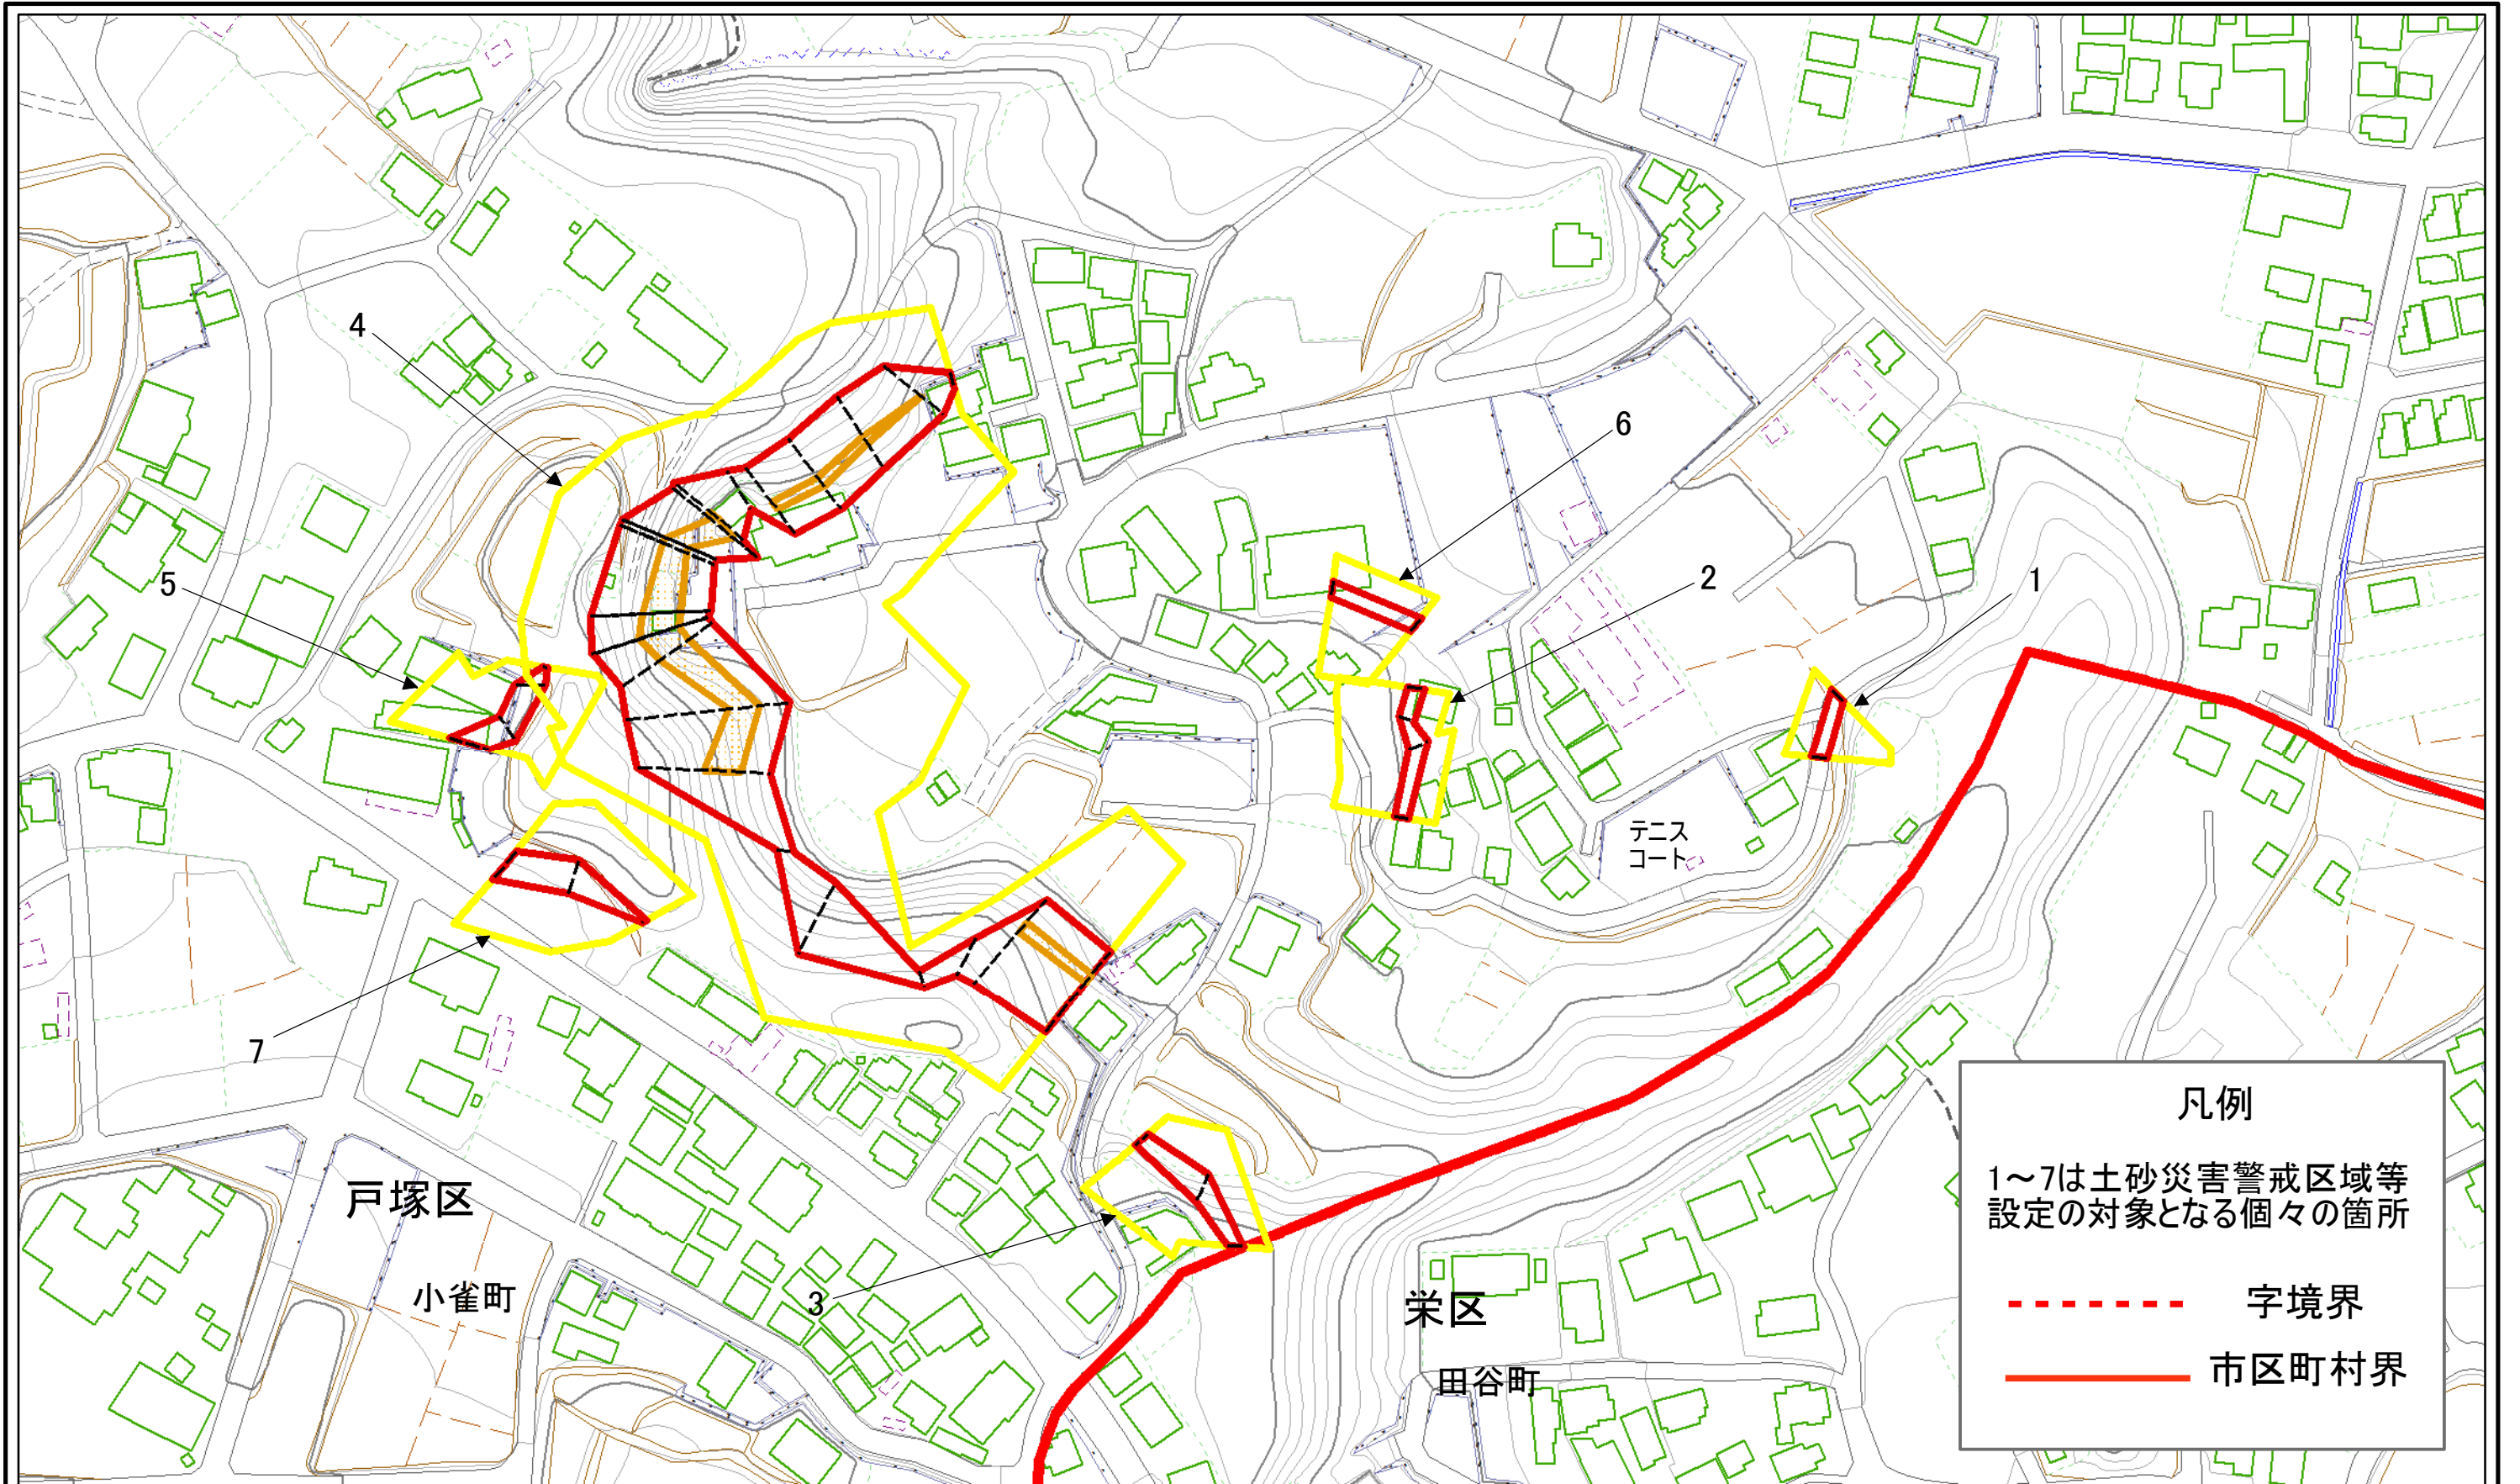 4
6
5
2
1
テニス
コート
7
凡例
1～7は土砂災害警戒区域等
設定の対象となる個々の箇所
戸塚区
小雀町
3
栄区
字境界
市区町村界
田谷町